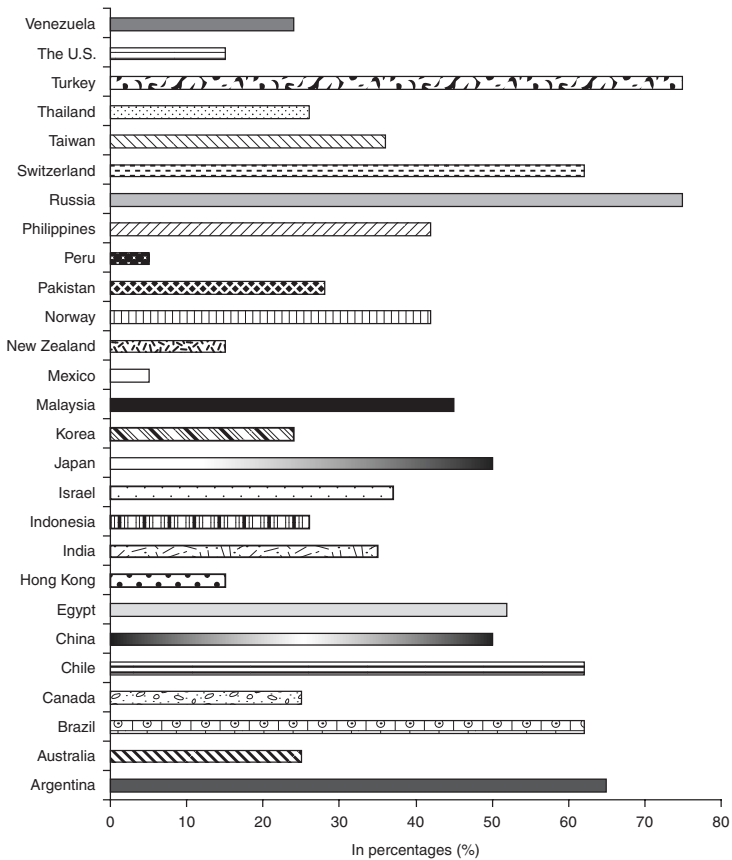 Venezuela
The U.S.
Turkey
Thailand
Taiwan
Switzerland
Russia
Philippines
Peru
Pakistan
Norway
New Zealand
Mexico
Malaysia
Korea
Japan
Israel
Indonesia
India
Hong Kong
Egypt
China
Chile
Canada
Brazil
Australia
Argentina
0 10 20 30 40 50 60 70 80
In percentages (%)